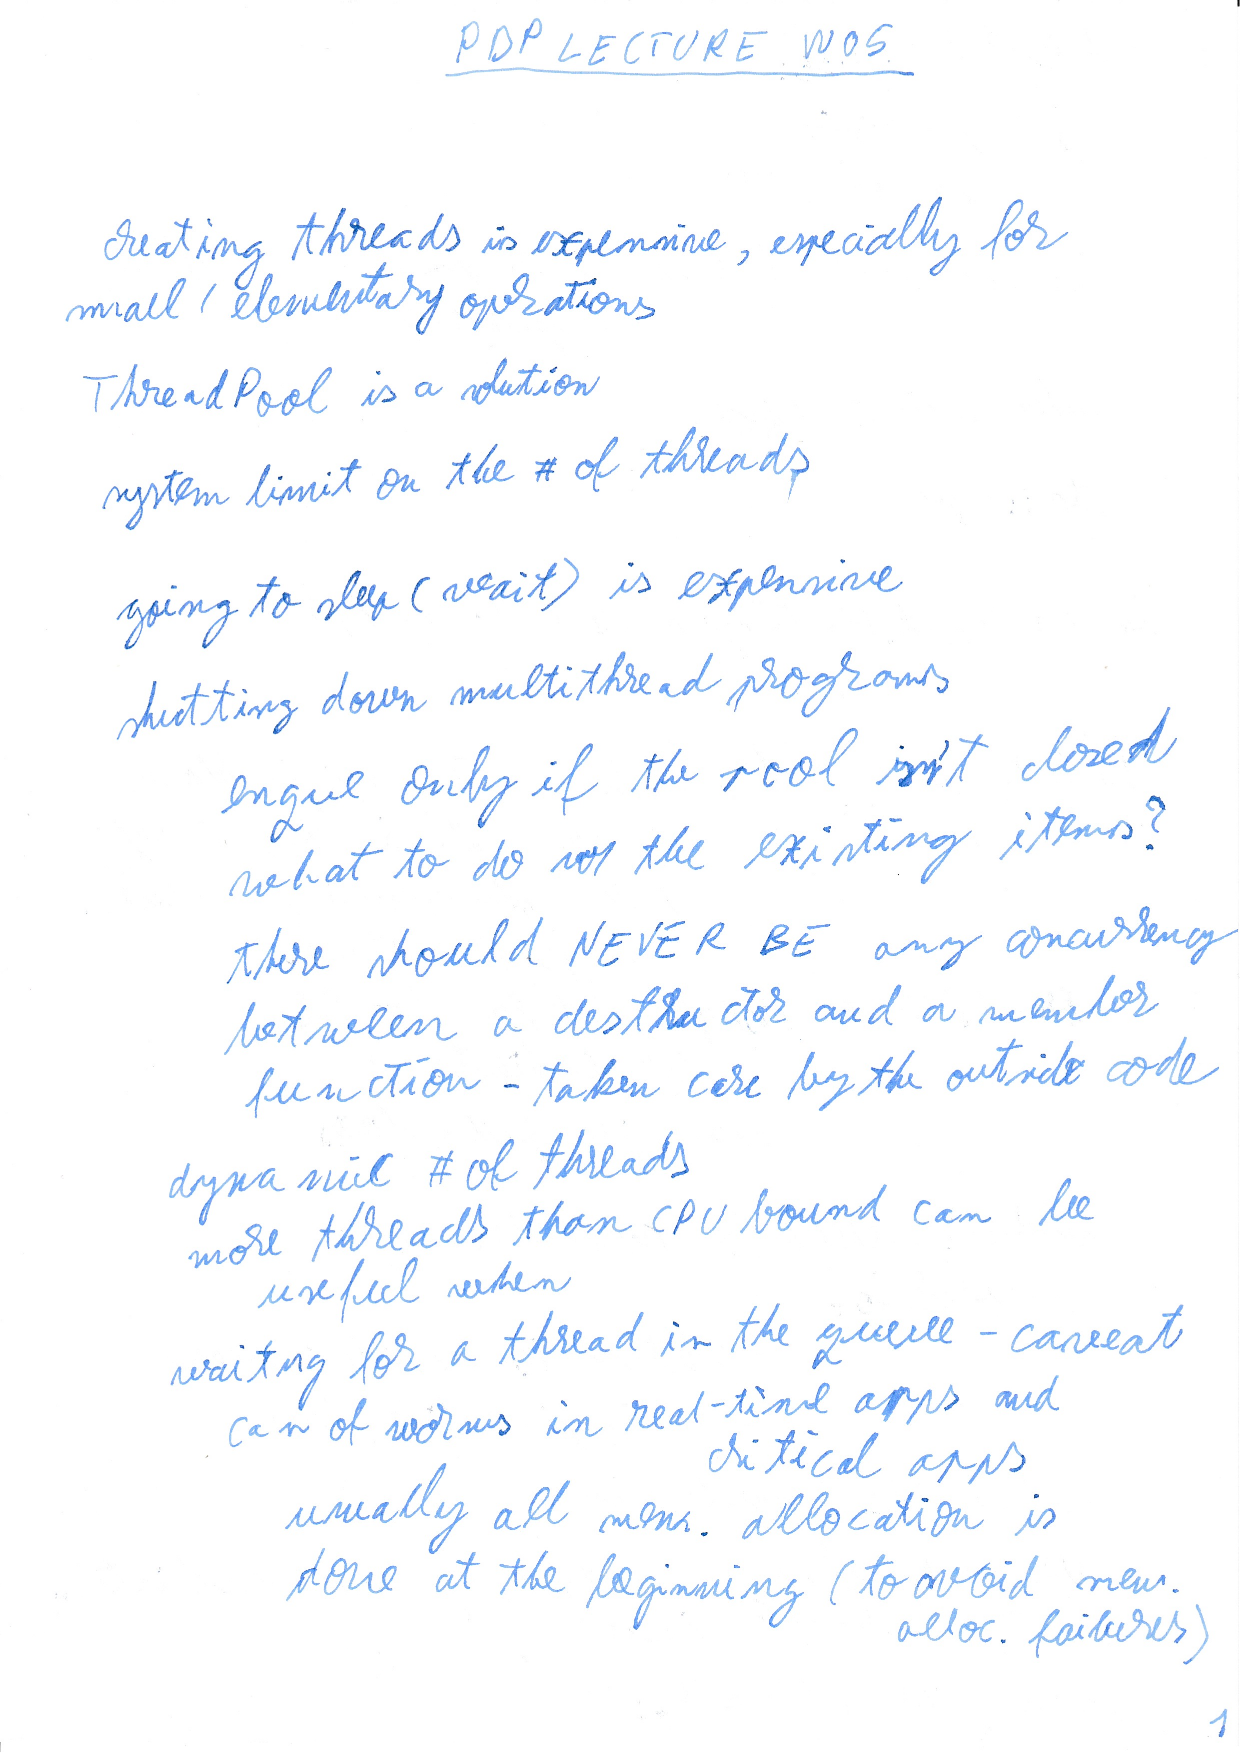 PDP LECTURE W05
creating threads is expensive, especially for
small / elementary operations
ThreadPool is a solution
system limit on the # of threads
going to sleep (wait) is expensive
shutting down multithread programs
enque only if the pool isn't closed
what to do w/ the existing items?
there should NEVER BE any concurrency
between a destructor and a member
function - taken care by the outside code
dynamic # of threads
more threads than CPU bound can be
useful when
waiting for a thread in the queue - caveat
can of worms in real-time apps and
critical apps
usually all mem. allocation is
done at the beginning (to avoid mem.
alloc. failures)
1